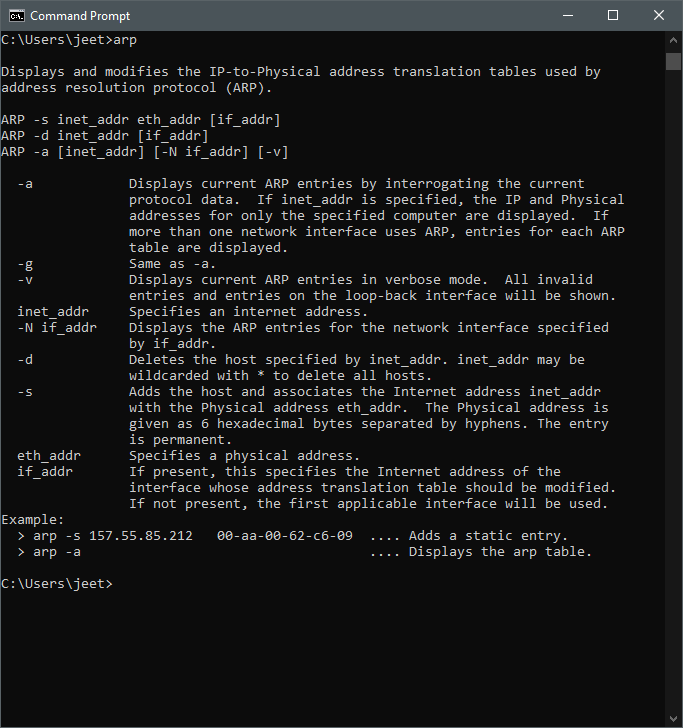 Command Prompt
C:\Users\jeet>arp
Displays and modifies the IP-to-Physical address translation tables used by
address resolution protocol (ARP).
ARP -s inet_addr eth_addr [if_addr]
ARP -d inet_addr [if_addr]
ARP -a [inet_addr] [-N if_addr] [-v]
  -a            Displays current ARP entries by interrogating the current
                protocol data.  If inet_addr is specified, the IP and Physical
                addresses for only the specified computer are displayed.  If
                more than one network interface uses ARP, entries for each ARP
                table are displayed.
  -g            Same as -a.
  -v            Displays current ARP entries in verbose mode.  All invalid
                entries and entries on the loop-back interface will be shown.
  inet_addr     Specifies an internet address.
  -N if_addr    Displays the ARP entries for the network interface specified
                by if_addr.
  -d            Deletes the host specified by inet_addr. inet_addr may be
                wildcarded with * to delete all hosts.
  -s            Adds the host and associates the Internet address inet_addr
                with the Physical address eth_addr.  The Physical address is
                given as 6 hexadecimal bytes separated by hyphens. The entry
                is permanent.
  eth_addr      Specifies a physical address.
  if_addr       If present, this specifies the Internet address of the
                interface whose address translation table should be modified.
                If not present, the first applicable interface will be used.
Example:
  > arp -s 157.55.85.212   00-aa-00-62-c6-09  .... Adds a static entry.
  > arp -a                                    .... Displays the arp table.
C:\Users\jeet>